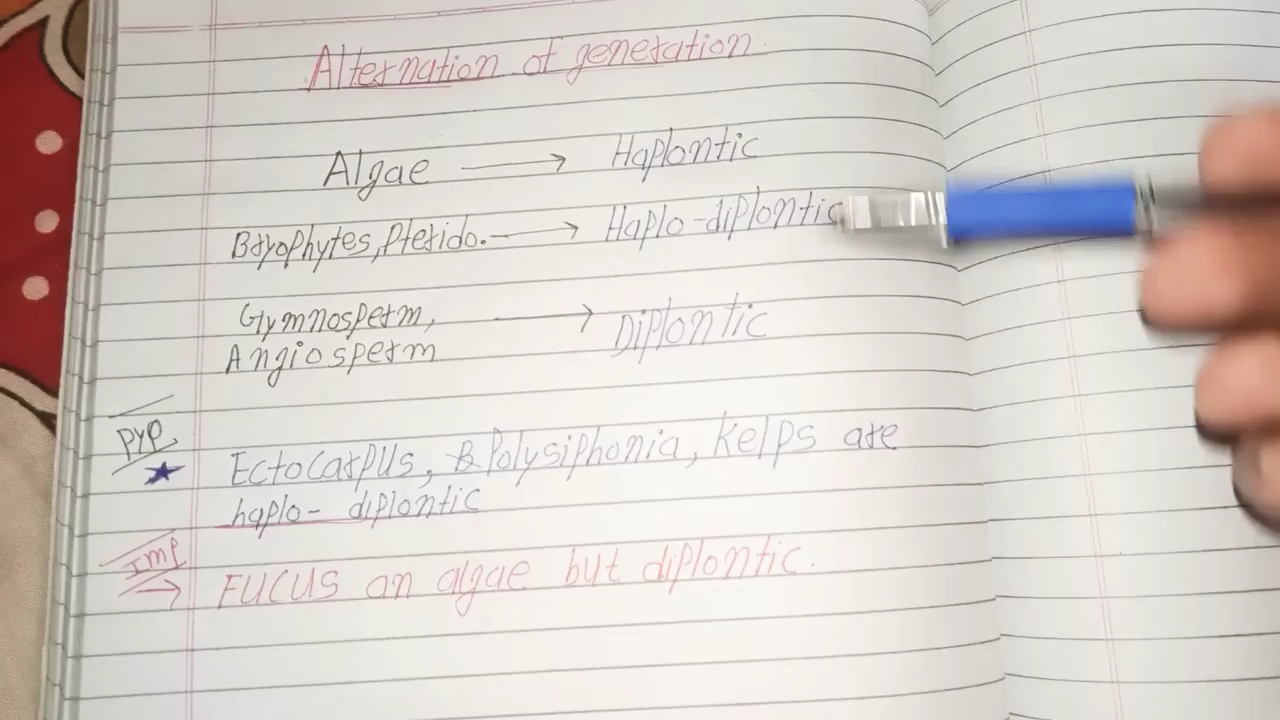 Alternation of generation
Algae → Haplontic
Bryophytes, Pterido. → Haplo-diplontic
Gymnosperm,
Angiosperm → Diplontic
PYQ
★ Ectocarpus, & Polysiphonia, Kelps are
haplo- diplontic
Imp
→ FUCUS an algae but diplontic.